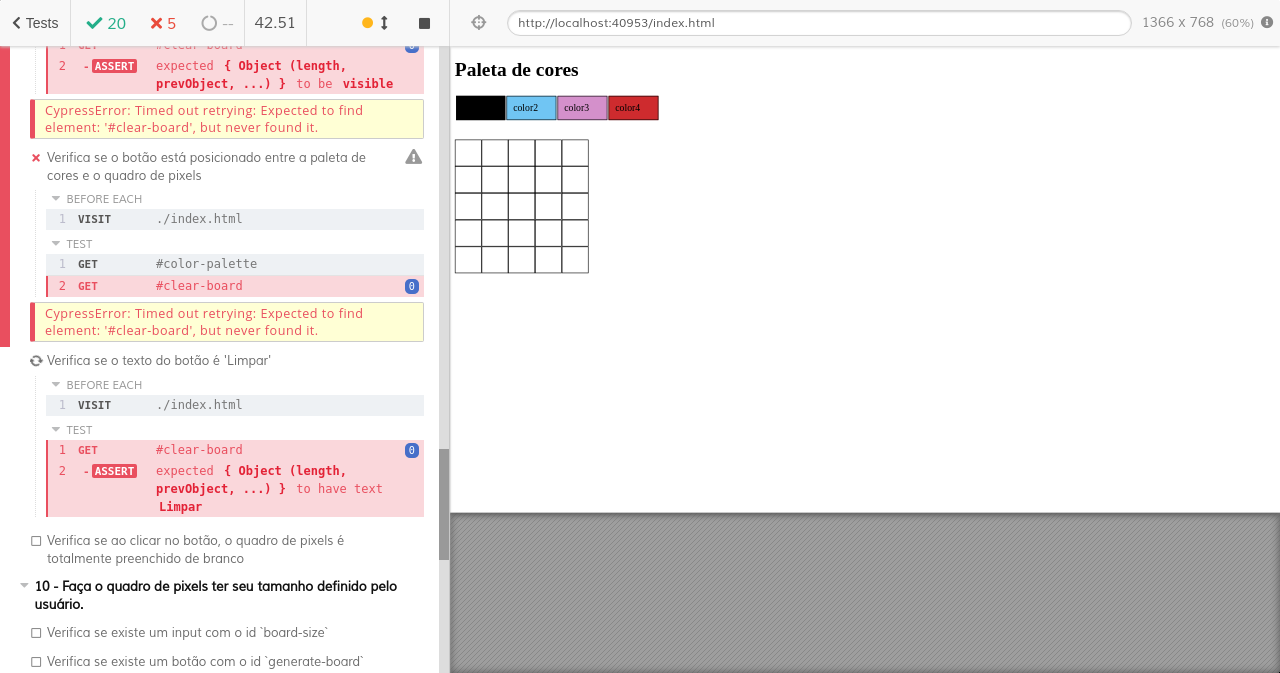 Tests 20 5 -- 42.51
http://localhost:40953/index.html 1366 x 768 (60%)
1 GET #clear-board 0
2 -ASSERT expected { Object (length,
prevObject, ...) } to be visible
CypressError: Timed out retrying: Expected to find
element: '#clear-board', but never found it.
Verifica se o botão está posicionado entre a paleta de
cores e o quadro de pixels
BEFORE EACH
1 VISIT ./index.html
TEST
1 GET #color-palette
2 GET #clear-board 0
CypressError: Timed out retrying: Expected to find
element: '#clear-board', but never found it.
Verifica se o texto do botão é 'Limpar'
BEFORE EACH
1 VISIT ./index.html
TEST
1 GET #clear-board 0
2 -ASSERT expected { Object (length,
prevObject, ...) } to have text
Limpar
Verifica se ao clicar no botão, o quadro de pixels é
totalmente preenchido de branco
10 - Faça o quadro de pixels ter seu tamanho definido pelo
usuário.
Verifica se existe um input com o id `board-size`
Verifica se existe um botão com o id `generate-board`
Paleta de cores
color2 color3 color4